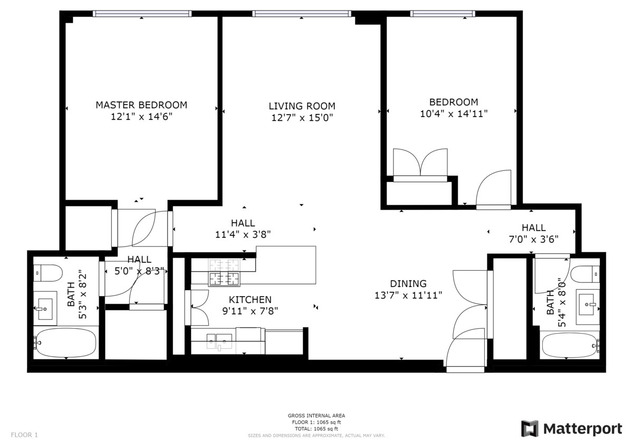 MASTER BEDROOM
12'1" x 14'6"
LIVING ROOM
12'7" x 15'0"
BEDROOM
10'4" x 14'11"
HALL
11'4" x 3'8"
HALL
7'0" x 3'6"
HALL
5'0" x 8'3"
BATH
5'3" x 8'2"
KITCHEN
9'11" x 7'8"
DINING
13'7" x 11'11"
BATH
5'4" x 8'0"
GROSS INTERNAL AREA
FLOOR 1: 1065 sq ft
TOTAL: 1065 sq ft
SIZES AND DIMENSIONS ARE APPROXIMATE, ACTUAL MAY VARY.
FLOOR 1
Matterport